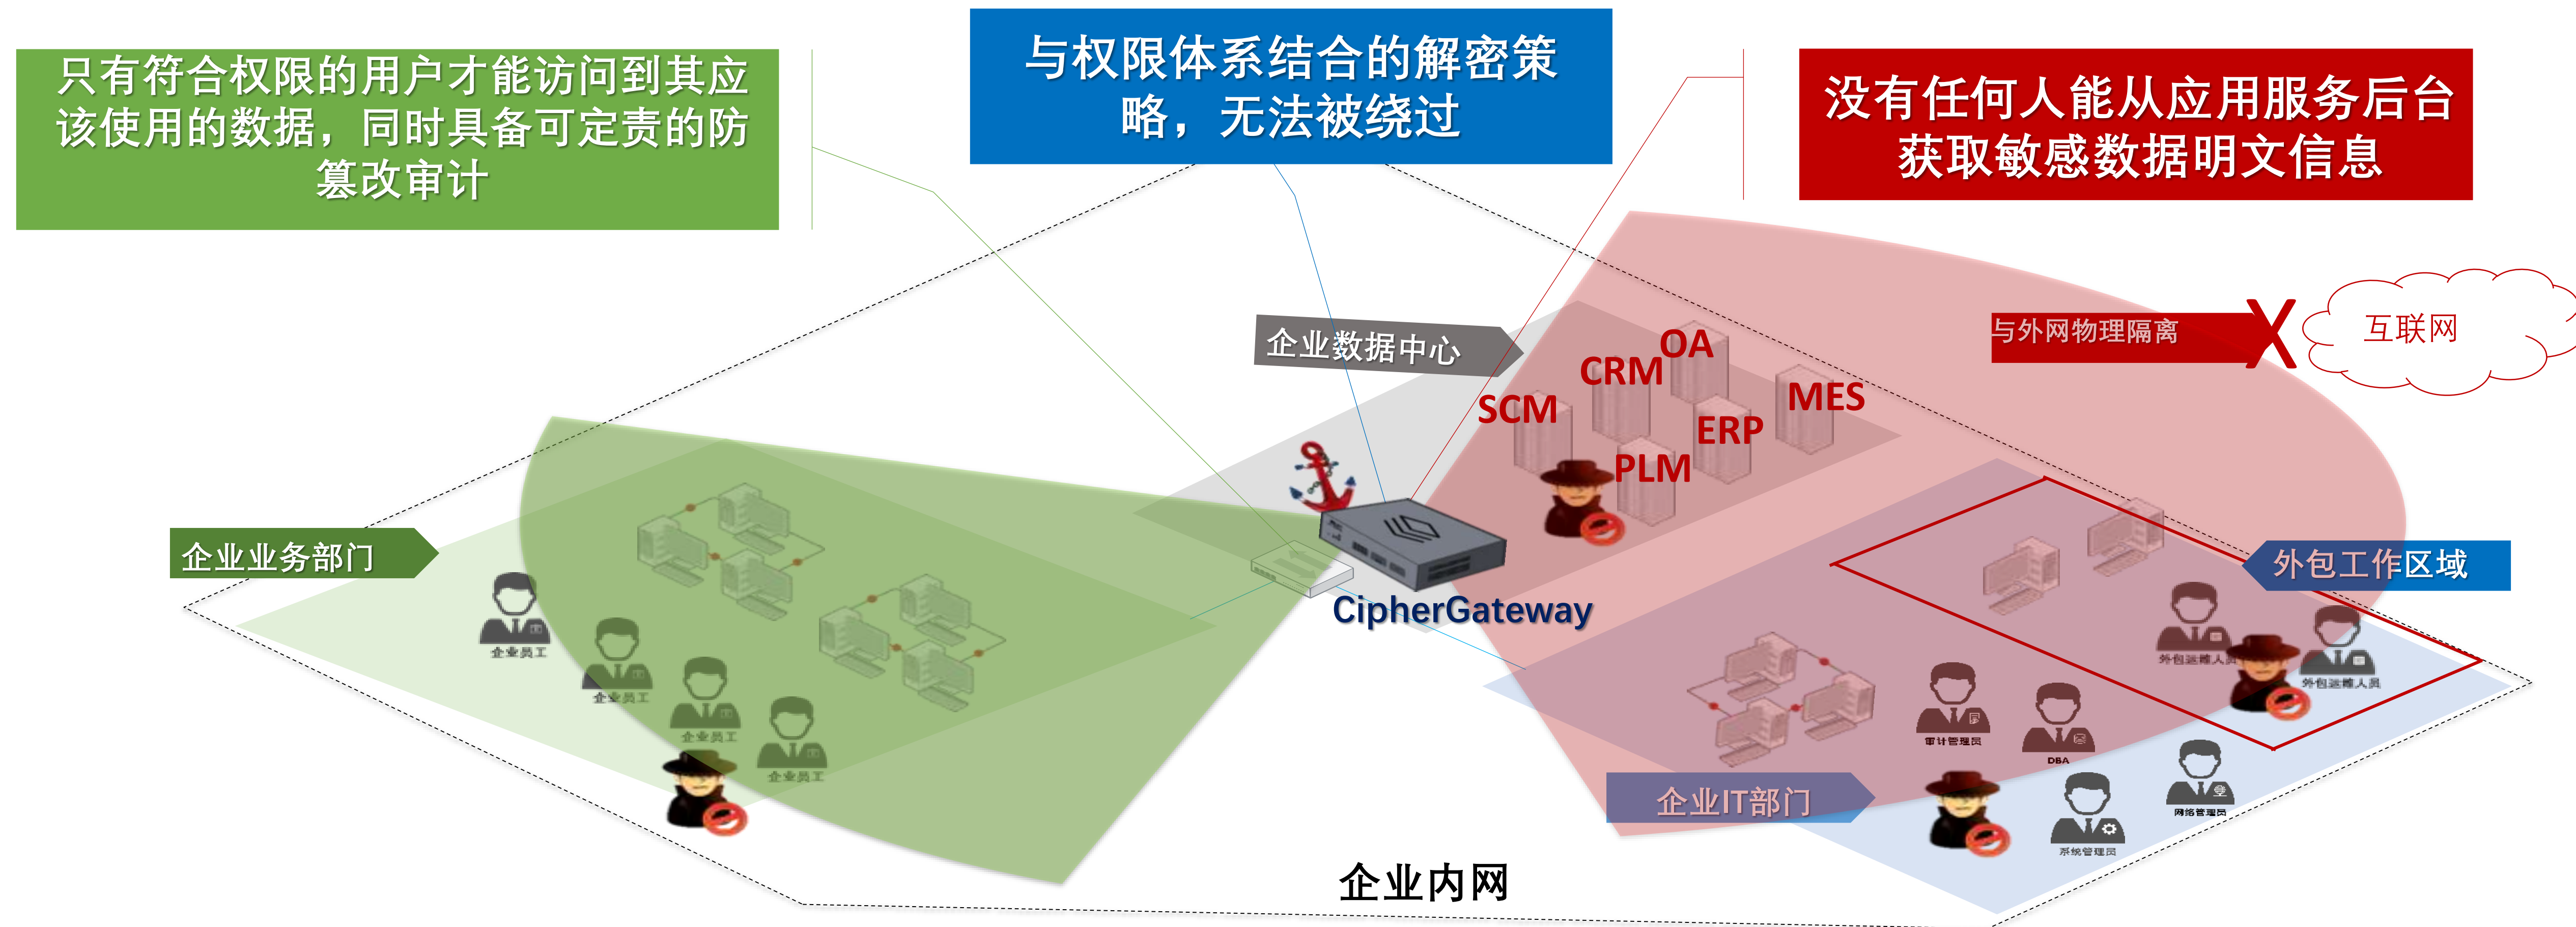 只有符合权限的用户才能访问到其应
该使用的数据，同时具备可定责的防
篡改审计
与权限体系结合的解密策
略，无法被绕过
没有任何人能从应用服务后台
获取敏感数据明文信息
与外网物理隔离
X
互联网
企业数据中心
OA
CRM
MES
SCM
ERP
PLM
企业业务部门
外包工作区域
CipherGateway
企业员工
企业员工
企业员工
企业员工
外包运维人员
外包运维人员
审计管理员
DBA
企业IT部门
网络管理员
系统管理员
企业内网